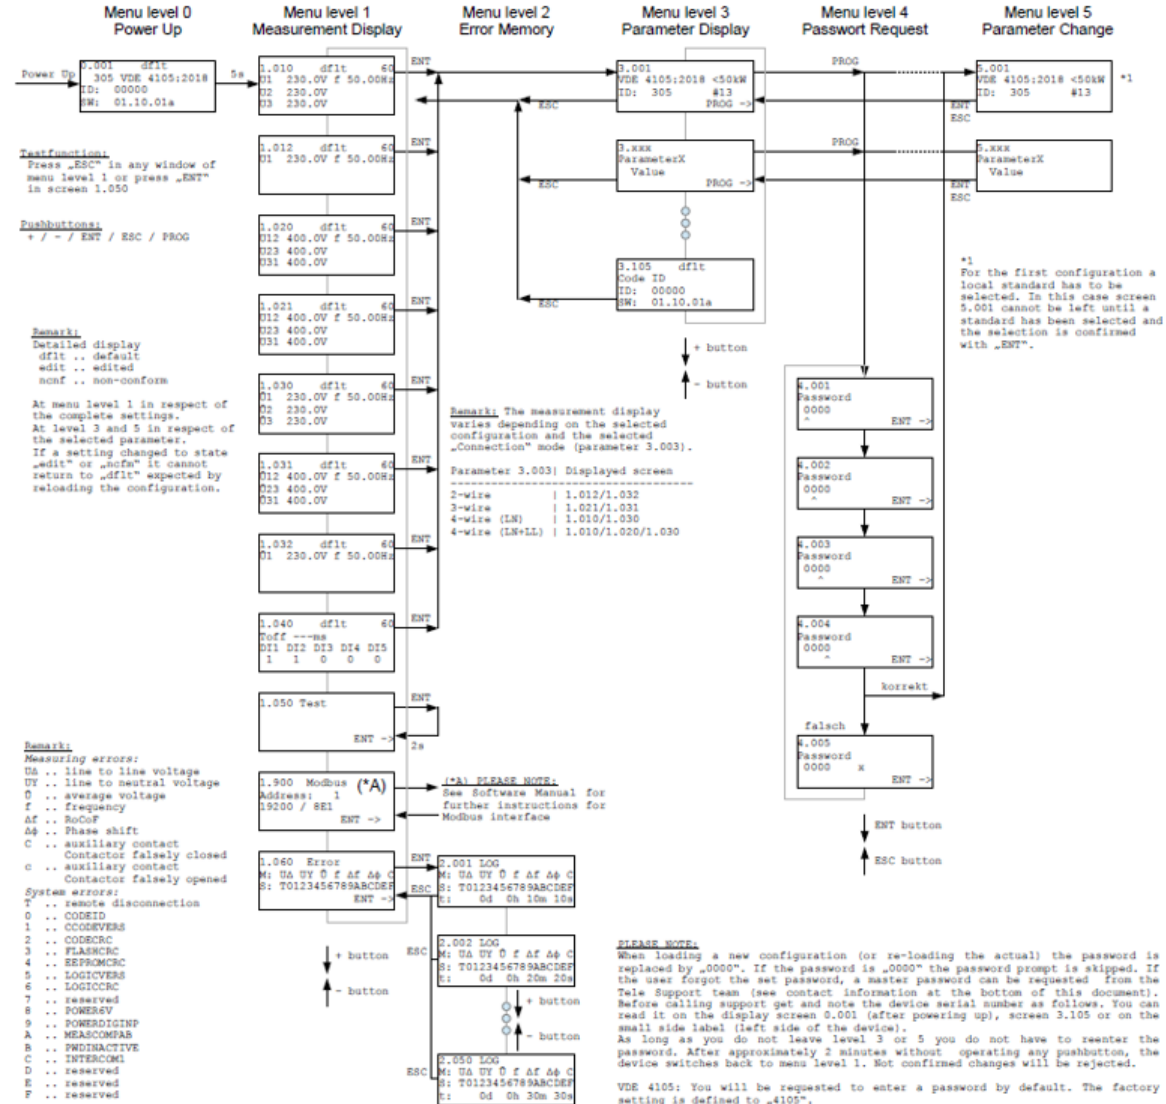 Menu level 0
Power Up
Menu level 1
Measurement Display
Menu level 2
Error Memory
Menu level 3
Parameter Display
Menu level 4
Passwort Request
Menu level 5
Parameter Change
Power Up
0.001 dflt
305 VDE 4105:2018
ID: 00000
SW: 01.10.01a
5s
Testfunction:
Press „ESC“ in any window of
menu level 1 or press „ENT“
in screen 1.050
Pushbuttons:
+ / - / ENT / ESC / PROG
Remark:
Detailed display
dflt .. default
edit .. edited
ncnf .. non-conform
At menu level 1 in respect of
the complete settings.
At level 3 and 5 in respect of
the selected parameter.
If a setting changed to state
„edit“ or „ncfm“ it cannot
return to „dflt“ expected by
reloading the configuration.
Remark:
Measuring errors:
UΔ .. line to line voltage
UY .. line to neutral voltage
Ū .. average voltage
f .. frequency
Δf .. RoCoF
Δϕ .. Phase shift
C .. auxiliary contact
Contactor falsely closed
c .. auxiliary contact
Contactor falsely opened
System errors:
T .. remote disconnection
0 .. CODEID
1 .. CCODEVERS
2 .. CODECRC
3 .. FLASHCRC
4 .. EEPROMCRC
5 .. LOGICVERS
6 .. LOGICCRC
7 .. reserved
8 .. POWER6V
9 .. POWERDIGINP
A .. MEASCOMPAB
B .. PWDINACTIVE
C .. INTERCOM1
D .. reserved
E .. reserved
F .. reserved
1.010 dflt 60
U1 230.0V f 50.00Hz
U2 230.0V
U3 230.0V
ENT
1.012 dflt 60
U1 230.0V f 50.00Hz
ENT
1.020 dflt 60
U12 400.0V f 50.00Hz
U23 400.0V
U31 400.0V
ENT
1.021 dflt 60
U12 400.0V f 50.00Hz
U23 400.0V
U31 400.0V
ENT
1.030 dflt 60
Ū1 230.0V f 50.00Hz
Ū2 230.0V
Ū3 230.0V
ENT
1.031 dflt 60
Ū12 400.0V f 50.00Hz
Ū23 400.0V
Ū31 400.0V
ENT
1.032 dflt 60
Ū1 230.0V f 50.00Hz
ENT
1.040 dflt 60
Toff ---ms
DI1 DI2 DI3 DI4 DI5
1 1 0 0 0
ENT
1.050 Test
ENT ->
ENT
2s
1.900 Modbus (*A)
Address: 1
19200 / 8E1
ENT ->
(*A) PLEASE NOTE:
See Software Manual for
further instructions for
Modbus interface
1.060 Error
M: UΔ UY Ū f Δf Δϕ C
S: T0123456789ABCDEF
ENT ->
ENT
ESC
+ button
- button
2.001 LOG
M: UΔ UY Ū f Δf Δϕ C
S: T0123456789ABCDEF
t: 0d 0h 10m 10s
ESC
2.002 LOG
M: UΔ UY Ū f Δf Δϕ C
S: T0123456789ABCDEF
t: 0d 0h 20m 20s
+ button
- button
ESC
2.050 LOG
M: UΔ UY Ū f Δf Δϕ C
S: T0123456789ABCDEF
t: 0d 0h 30m 30s
3.001
VDE 4105:2018 <50kW
ID: 305 #13
PROG ->
ESC
3.xxx
ParameterX
Value
PROG ->
ESC
3.105 dflt
Code ID
ID: 00000
SW: 01.10.01a
ESC
+ button
- button
Remark: The measurement display
varies depending on the selected
configuration and the selected
„Connection“ mode (parameter 3.003).
Parameter 3.003| Displayed screen
-----------------------------------
2-wire | 1.012/1.032
3-wire | 1.021/1.031
4-wire (LN) | 1.010/1.030
4-wire (LN+LL) | 1.010/1.020/1.030
PROG
PROG
5.001
VDE 4105:2018 <50kW
ID: 305 #13
*1
ENT
ESC
5.xxx
ParameterX
Value
ENT
ESC
*1
For the first configuration a
local standard has to be
selected. In this case screen
5.001 cannot be left until a
standard has been selected and
the selection is confirmed
with „ENT“.
4.001
Password
0000
^
ENT ->
4.002
Password
0000
^
ENT ->
4.003
Password
0000
^
ENT ->
4.004
Password
0000
^
ENT ->
korrekt
falsch
4.005
Password
0000 x
ENT ->
ENT button
ESC button
PLEASE NOTE:
When loading a new configuration (or re-loading the actual) the password is
replaced by „0000“. If the password is „0000“ the password prompt is skipped. If
the user forgot the set password, a master password can be requested from the
Tele Support team (see contact information at the bottom of this document).
Before calling support get and note the device serial number as follows. You can
read it on the display screen 0.001 (after powering up), screen 3.105 or on the
small side label (left side of the device).
As long as you do not leave level 3 or 5 you do not have to reenter the
password. After approximately 2 minutes without operating any pushbutton, the
device switches back to menu level 1. Not confirmed changes will be rejected.
VDE 4105: You will be requested to enter a password by default. The factory
setting is defined to „4105“.